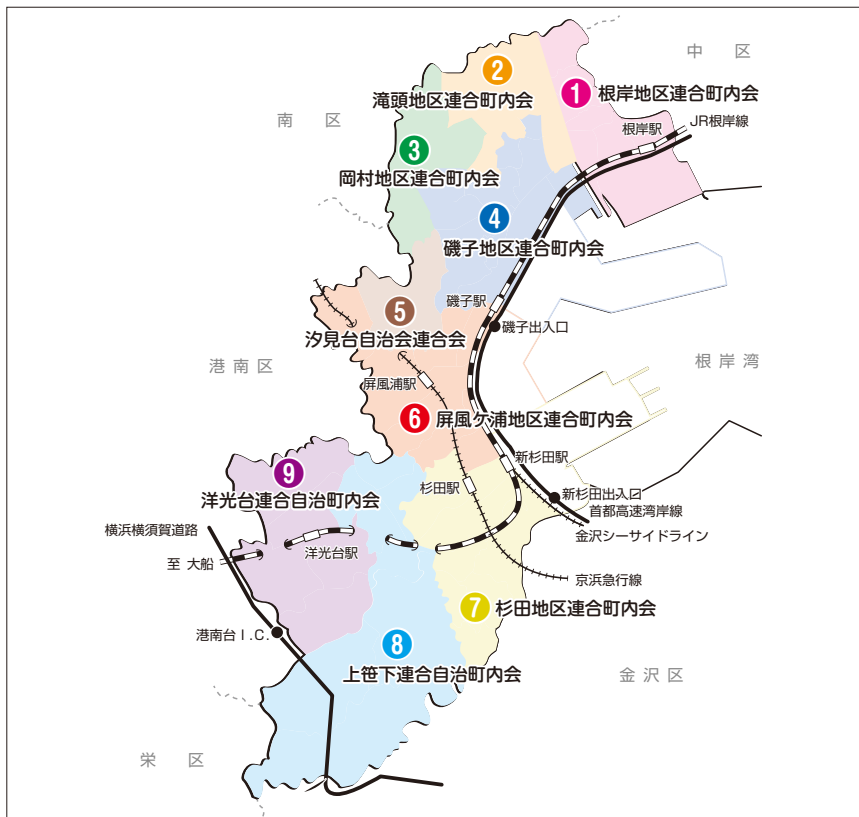 中 区
2
1
滝頭地区連合町内会
根岸地区連合町内会
南 区
根岸駅
JR根岸線
3
岡村地区連合町内会
4
磯子地区連合町内会
磯子駅
5
磯子出入口
汐見台自治会連合会
港南区
根岸湾
屏風浦駅
6
屏風ケ浦地区連合町内会
新杉田駅
9
杉田駅
洋光台連合自治町内会
新杉田出入口
首都高速湾岸線
横浜横須賀道路
金沢シーサイドライン
洋光台駅
至 大船
京浜急行線
7
杉田地区連合町内会
港南台 I.C.
8
上笹下連合自治町内会
金沢区
栄 区